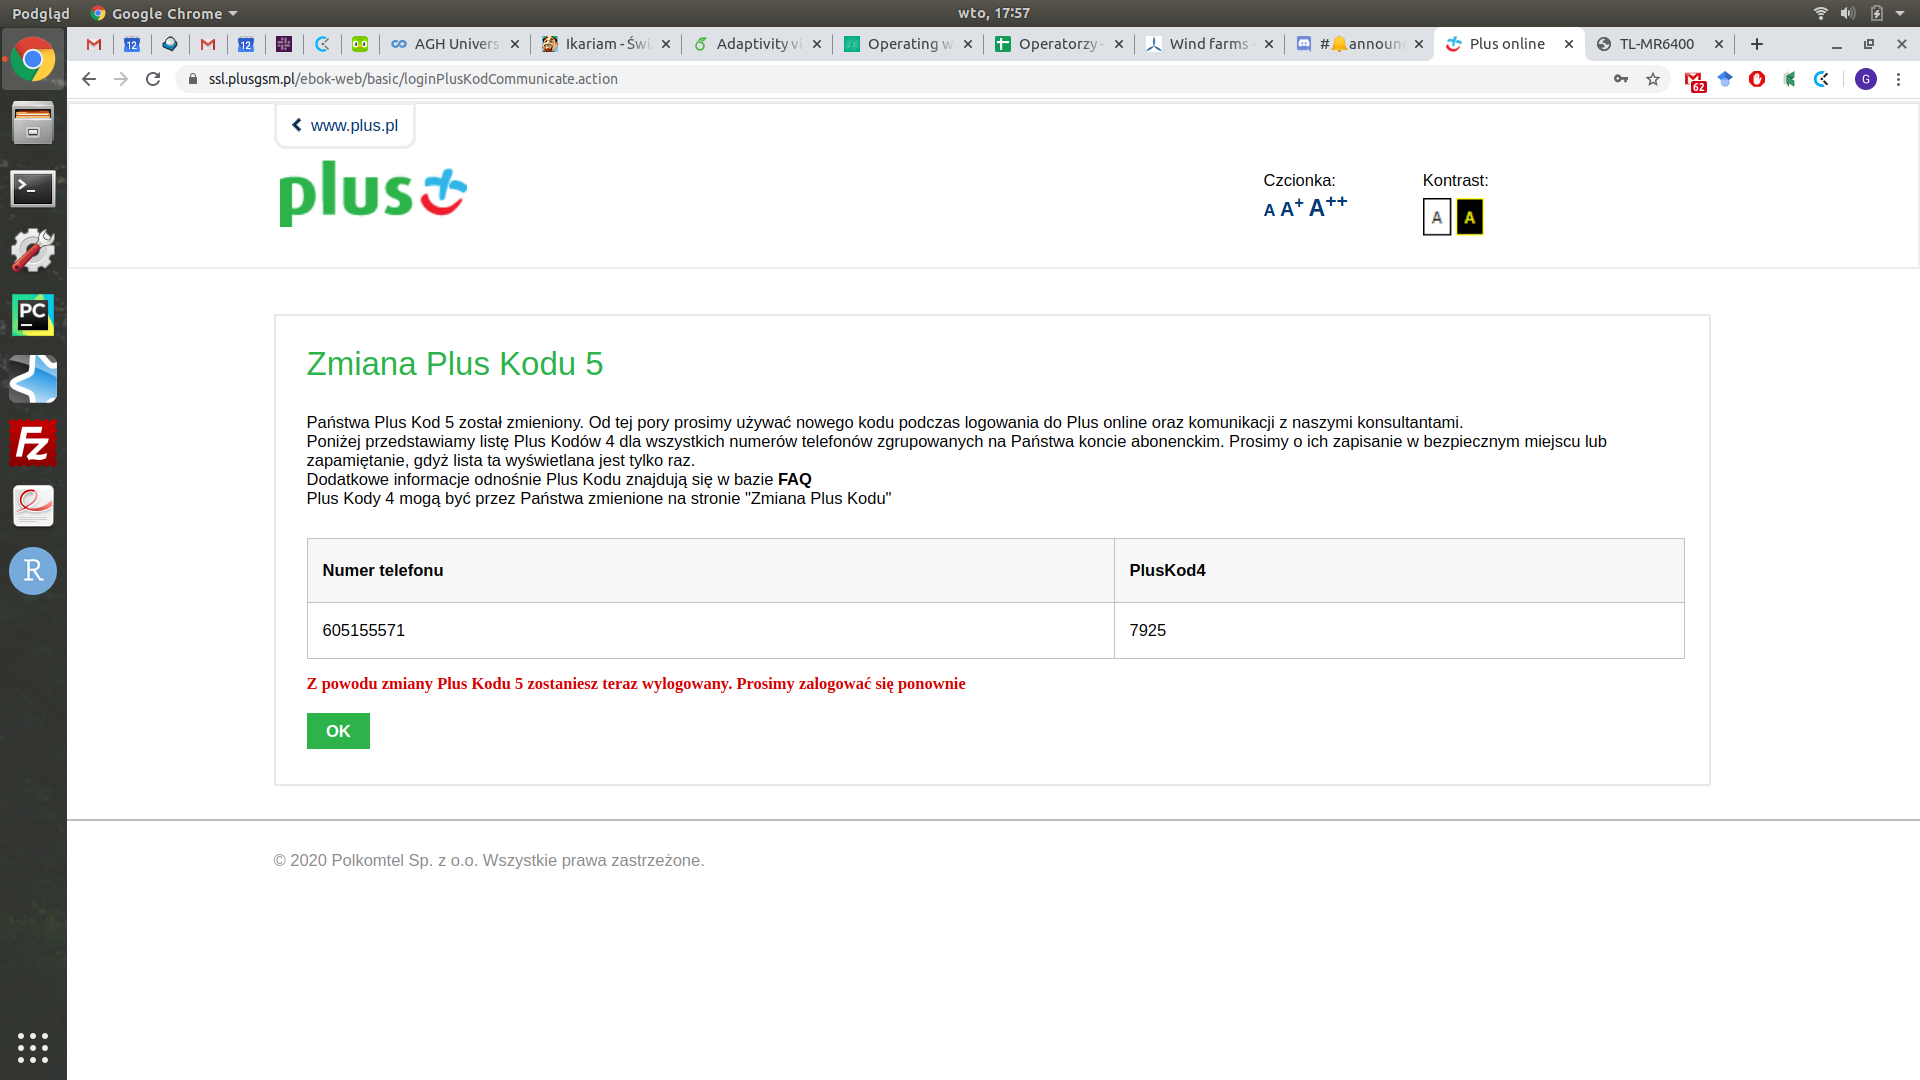 Podgląd Google Chrome wto, 17:57
12 12 AGH Univers Ikariam - Świ Adaptivity vi Operating w Operatorzy Wind farms - #🔔announ Plus online TL-MR6400
ssl.plusgsm.pl/ebok-web/basic/loginPlusKodCommunicate.action 62 G
www.plus.pl
plus
Czcionka: Kontrast:
A A+ A++ A A
Zmiana Plus Kodu 5
Państwa Plus Kod 5 został zmieniony. Od tej pory prosimy używać nowego kodu podczas logowania do Plus online oraz komunikacji z naszymi konsultantami.
Poniżej przedstawiamy listę Plus Kodów 4 dla wszystkich numerów telefonów zgrupowanych na Państwa koncie abonenckim. Prosimy o ich zapisanie w bezpiecznym miejscu lub
zapamiętanie, gdyż lista ta wyświetlana jest tylko raz.
Dodatkowe informacje odnośnie Plus Kodu znajdują się w bazie FAQ
Plus Kody 4 mogą być przez Państwa zmienione na stronie "Zmiana Plus Kodu"
Numer telefonu PlusKod4
605155571 7925
Z powodu zmiany Plus Kodu 5 zostaniesz teraz wylogowany. Prosimy zalogować się ponownie
OK
© 2020 Polkomtel Sp. z o.o. Wszystkie prawa zastrzeżone.
PC
Fz
R